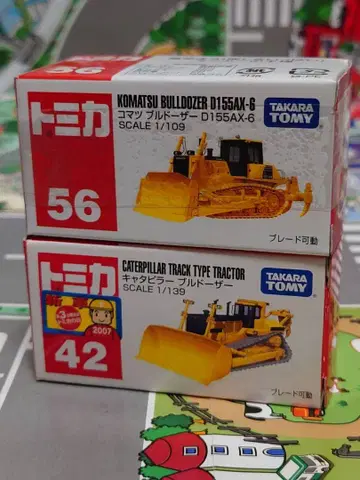 56
トミカ
56
KOMATSU BULLDOZER D155AX-6
コマツ ブルドーザー D155AX-6
SCALE 1/109
TAKARA
TOMY
ブレード可動
トミカ
2007
42
CATERPILLAR TRACK TYPE TRACTOR
キャタピラー ブルドーザー
SCALE 1/139
TAKARA
TOMY
ブレード可動